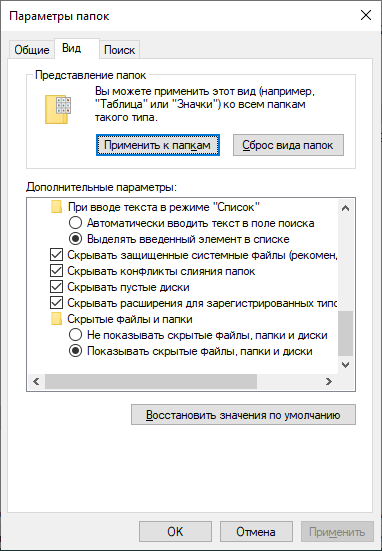 Параметры папок
Общие
Вид
Поиск
Представление папок
Вы можете применить этот вид (например,
"Таблица" или "Значки") ко всем папкам
такого типа.
Применить к папкам
Сброс вида папок
Дополнительные параметры:
При вводе текста в режиме "Список"
Автоматически вводить текст в поле поиска
Выделять введенный элемент в списке
Скрывать защищенные системные файлы (рекомен,
Скрывать конфликты слияния папок
Скрывать пустые диски
Скрывать расширения для зарегистрированных типо
Скрытые файлы и папки
Не показывать скрытые файлы, папки и диски
Показывать скрытые файлы, папки и диски
Восстановить значения по умолчанию
OK
Отмена
Применить